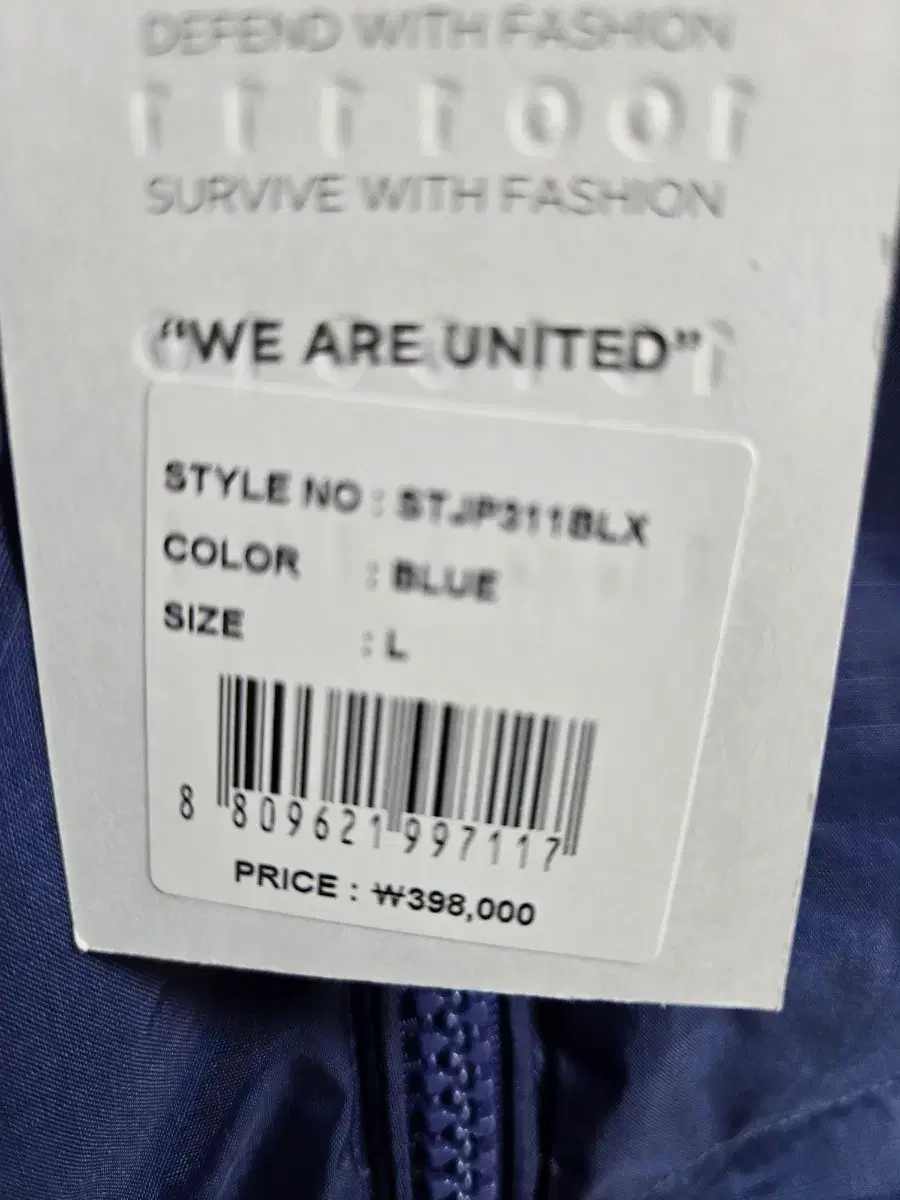 DEFEND WITH FASHION
1111001
SURVIVE WITH FASHION
"WE ARE UNITED"
STYLE NO : STJP311BLX
COLOR : BLUE
SIZE : L
8 809621 997117
PRICE : ₩398,000